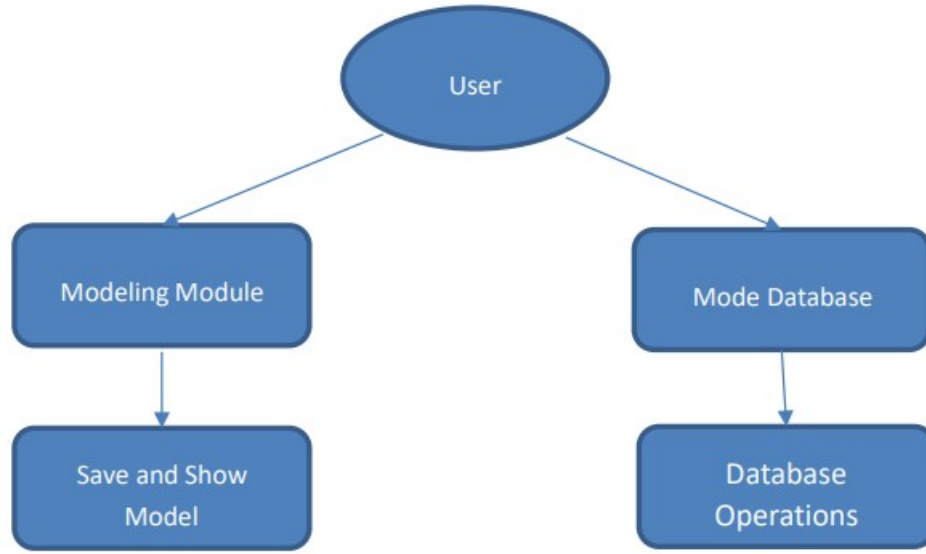 User
Modeling Module
Mode Database
Save and Show
Model
Database
Operations